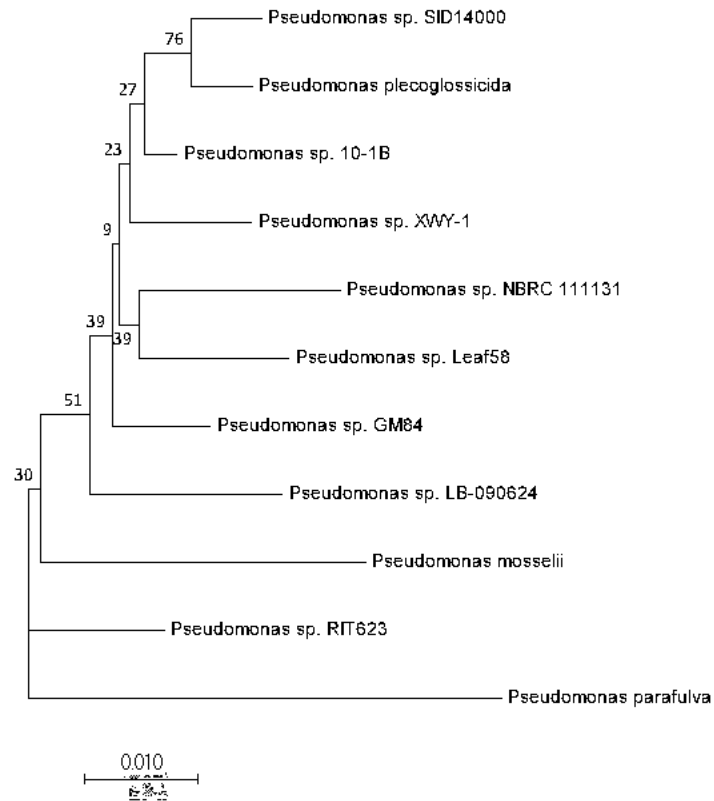 Pseudomonas sp. SID14000
76
Pseudomonas plecoglossicida
27
Pseudomonas sp. 10-1B
23
Pseudomonas sp. XWY-1
9
Pseudomonas sp. NBRC 111131
39
39
Pseudomonas sp. Leaf58
51
Pseudomonas sp. GM84
30
Pseudomonas sp. LB-090624
Pseudomonas mosselii
Pseudomonas sp. RIT623
Pseudomonas parafulva
0.010